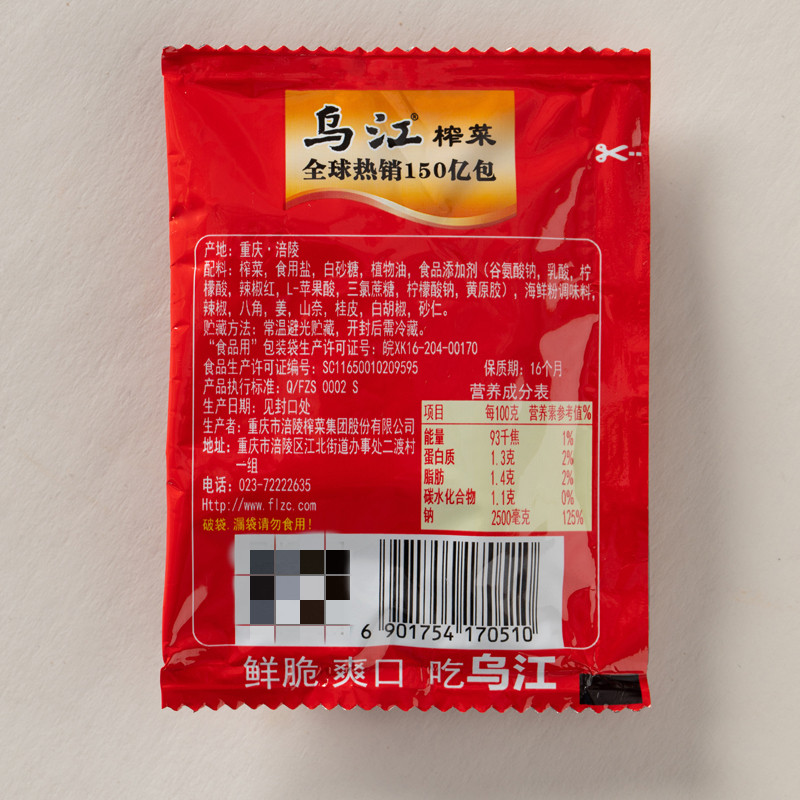 乌江® 榨菜
全球热销150亿包
产地：重庆·涪陵
配料：榨菜，食用盐，白砂糖，植物油，食品添加剂（谷氨酸钠，乳酸，柠
檬酸，辣椒红，L-苹果酸，三氯蔗糖，柠檬酸钠，黄原胶），海鲜粉调味料，
辣椒，八角，姜，山奈，桂皮，白胡椒，砂仁。
贮藏方法：常温避光贮藏，开封后需冷藏。
“食品用”包装袋生产许可证号：皖XK16-204-00170
食品生产许可证编号：SC11650010209595 保质期：16个月
产品执行标准：Q/FZS 0002 S
生产日期：见封口处
生产者：重庆市涪陵榨菜集团股份有限公司
地址：重庆市涪陵区江北街道办事处二渡村
一组
电话：023-72222635
Http://www.flzc.com
破袋.漏袋请勿食用！
营养成分表
项目 每100克 营养素参考值%
能量 93千焦 1%
蛋白质 1.3克 2%
脂肪 1.4克 2%
碳水化合物 1.1克 0%
钠 2500毫克 125%
6 901754 170510
鲜脆 爽口 吃乌江